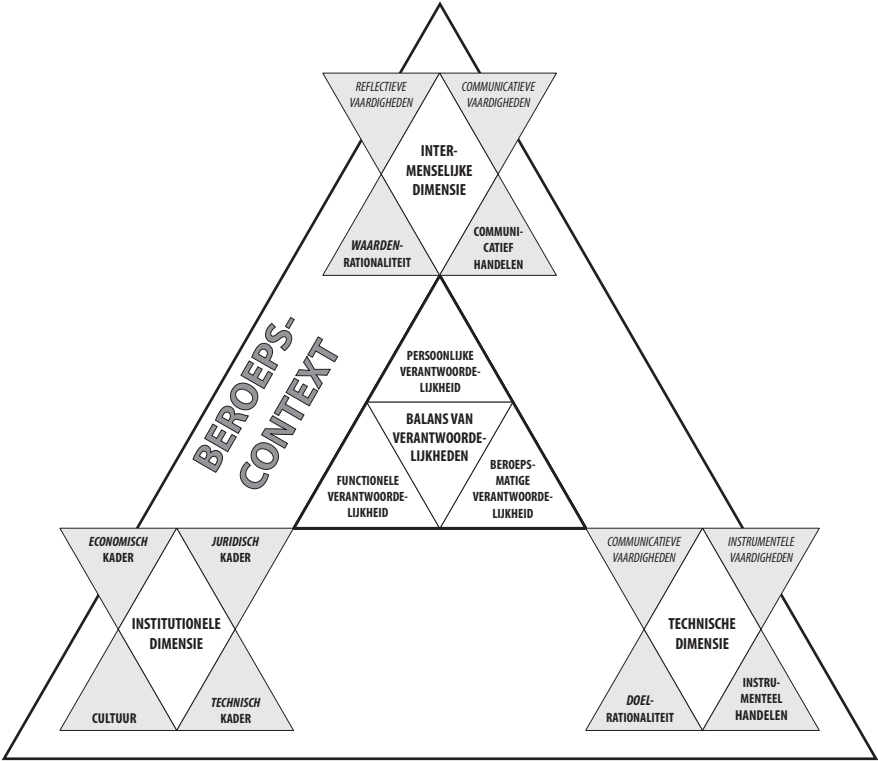 REFLECTIEVE
VAARDIGHEDEN
COMMUNICATIEVE
VAARDIGHEDEN
INTER-
MENSELIJKE
DIMENSIE
WAARDEN-
RATIONALITEIT
COMMUNI-
CATIEF
HANDELEN
BEROEPS-
CONTEXT
PERSOONLIJKE
VERANTWOORDE-
LIJKHEID
BALANS VAN
VERANTWOORDE-
LIJKHEDEN
FUNCTIONELE
VERANTWOORDE-
LIJKHEID
BEROEPS-
MATIGE
VERANTWOORDE-
LIJKHEID
ECONOMISCH
KADER
JURIDISCH
KADER
INSTITUTIONELE
DIMENSIE
CULTUUR
TECHNISCH
KADER
COMMUNICATIEVE
VAARDIGHEDEN
INSTRUMENTELE
VAARDIGHEDEN
TECHNISCHE
DIMENSIE
DOEL-
RATIONALITEIT
INSTRU-
MENTEEL
HANDELEN